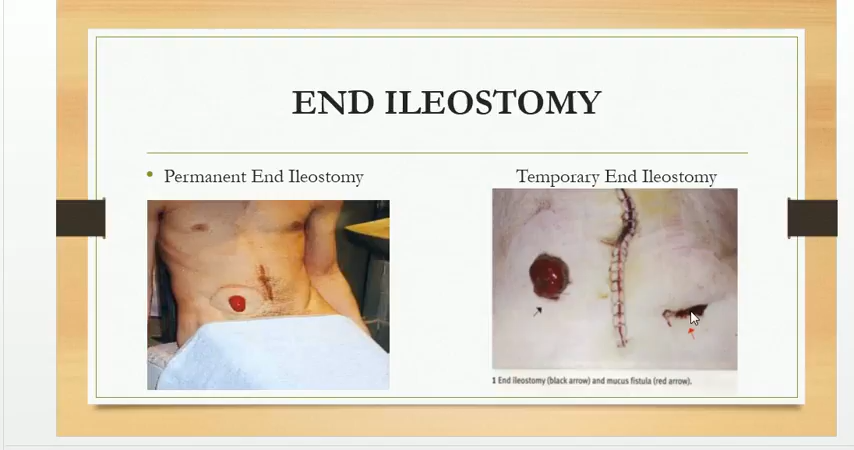 END ILEOSTOMY
Permanent End Ileostomy
Temporary End Ileostomy
1 End ileostomy (black arrow) and mucus fistula (red arrow).